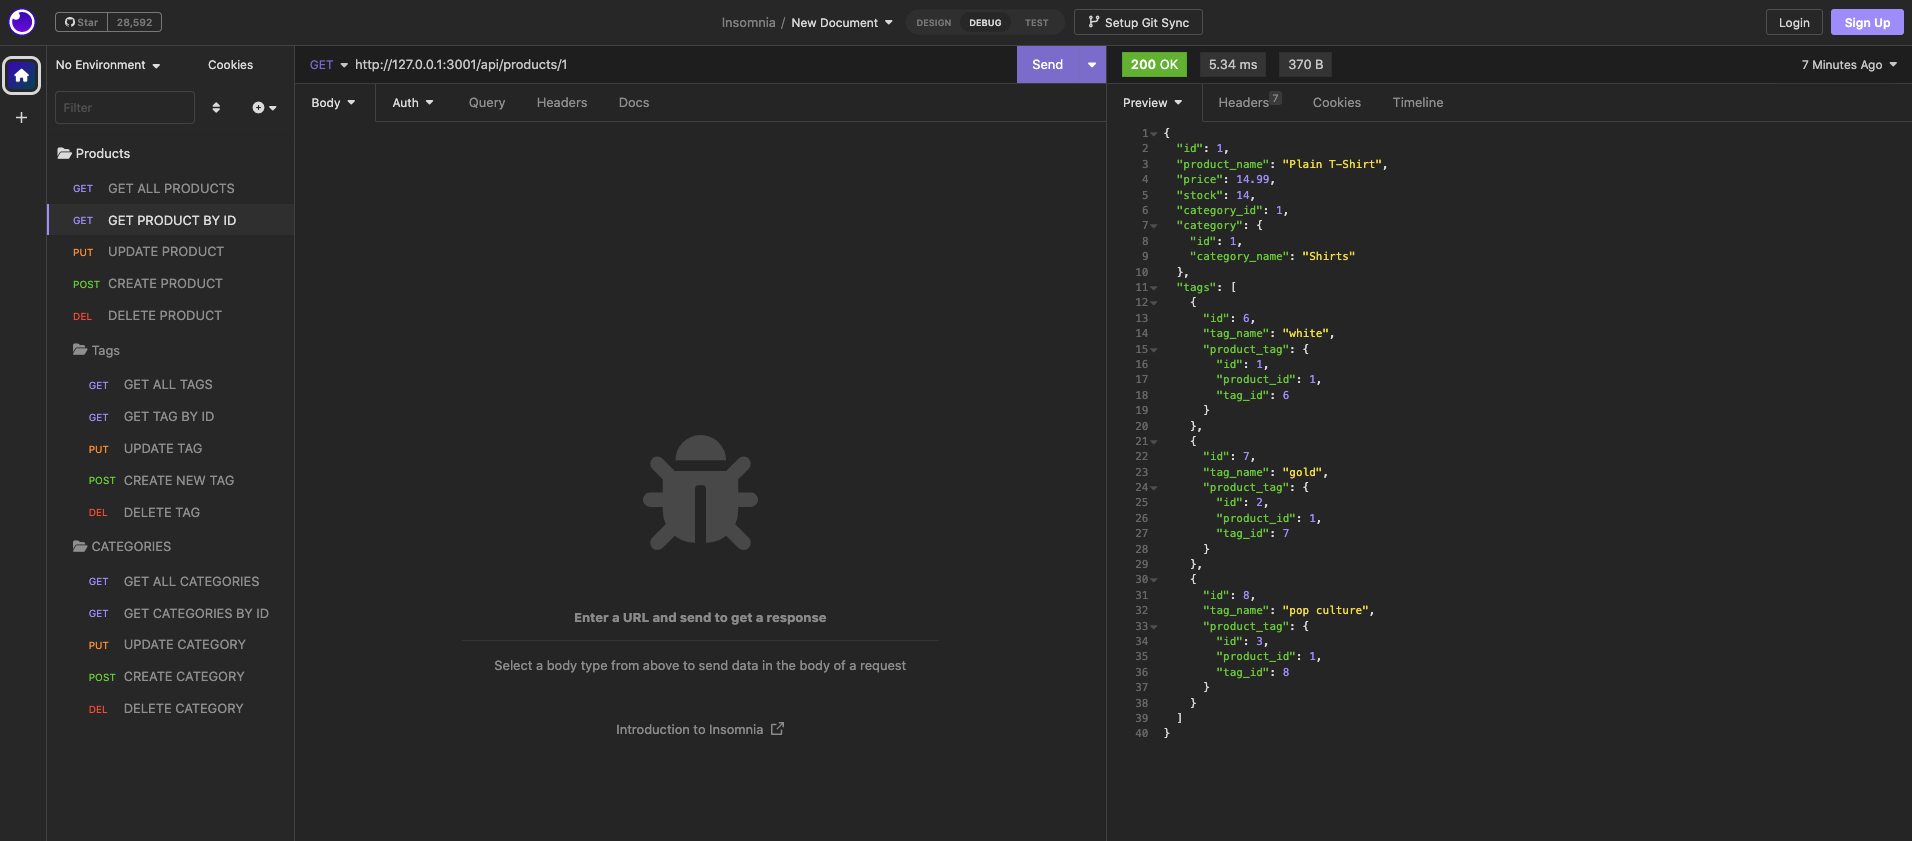 Star 28,592
Insomnia / New Document
DESIGN DEBUG TEST
Setup Git Sync
Login
Sign Up
No Environment
Cookies
Filter
Products
GET GET ALL PRODUCTS
GET GET PRODUCT BY ID
PUT UPDATE PRODUCT
POST CREATE PRODUCT
DEL DELETE PRODUCT
Tags
GET GET ALL TAGS
GET GET TAG BY ID
PUT UPDATE TAG
POST CREATE NEW TAG
DEL DELETE TAG
CATEGORIES
GET GET ALL CATEGORIES
GET GET CATEGORIES BY ID
PUT UPDATE CATEGORY
POST CREATE CATEGORY
DEL DELETE CATEGORY
GET http://127.0.0.1:3001/api/products/1
Send
Body Auth Query Headers Docs
Enter a URL and send to get a response
Select a body type from above to send data in the body of a request
Introduction to Insomnia
200 OK 5.34 ms 370 B
7 Minutes Ago
Preview Headers 7 Cookies Timeline
1 {
2 "id": 1,
3 "product_name": "Plain T-Shirt",
4 "price": 14.99,
5 "stock": 14,
6 "category_id": 1,
7 "category": {
8 "id": 1,
9 "category_name": "Shirts"
10 },
11 "tags": [
12 {
13 "id": 6,
14 "tag_name": "white",
15 "product_tag": {
16 "id": 1,
17 "product_id": 1,
18 "tag_id": 6
19 }
20 },
21 {
22 "id": 7,
23 "tag_name": "gold",
24 "product_tag": {
25 "id": 2,
26 "product_id": 1,
27 "tag_id": 7
28 }
29 },
30 {
31 "id": 8,
32 "tag_name": "pop culture",
33 "product_tag": {
34 "id": 3,
35 "product_id": 1,
36 "tag_id": 8
37 }
38 }
39 ]
40 }